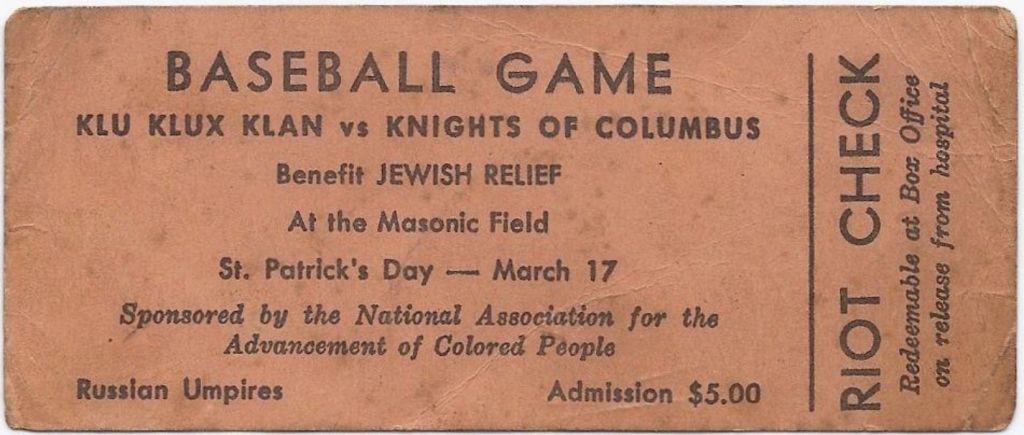 BASEBALL GAME
KLU KLUX KLAN vs KNIGHTS OF COLUMBUS
Benefit JEWISH RELIEF
At the Masonic Field
St. Patrick's Day — March 17
Sponsored by the National Association for the
Advancement of Colored People
Russian Umpires
Admission $5.00
RIOT CHECK
Redeemable at Box Office
on release from hospital